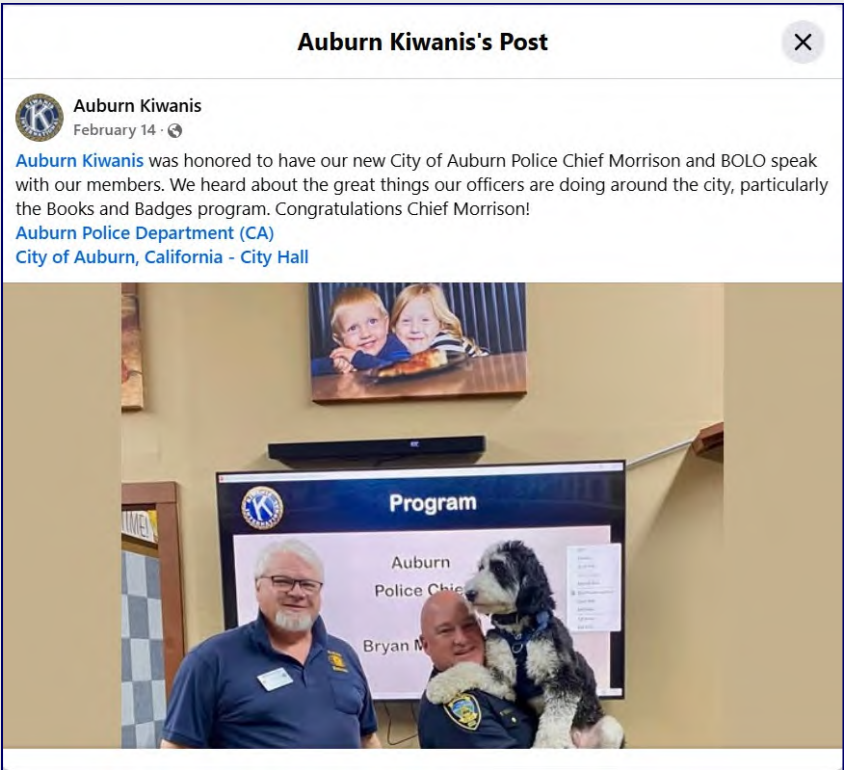 Auburn Kiwanis's Post
Auburn Kiwanis
February 14 ·
Auburn Kiwanis was honored to have our new City of Auburn Police Chief Morrison and BOLO speak
with our members. We heard about the great things our officers are doing around the city, particularly
the Books and Badges program. Congratulations Chief Morrison!
Auburn Police Department (CA)
City of Auburn, California - City Hall
K
Program
TIME!
Auburn
Police Chie
Bryan M